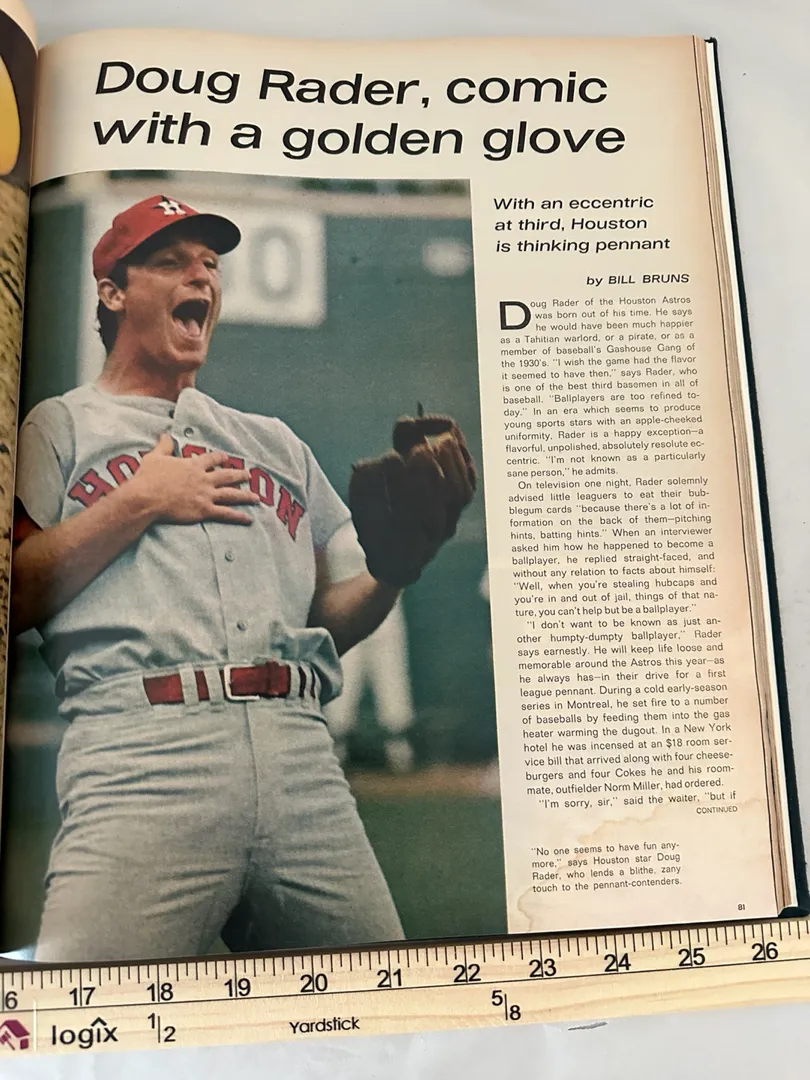 Doug Rader, comic
with a golden glove
With an eccentric
at third, Houston
is thinking pennant
by BILL BRUNS
Doug Rader of the Houston Astros
was born out of his time. He says
he would have been much happier
as a Tahitian warlord, or a pirate, or as a
member of baseball's Gashouse Gang of
the 1930's. "I wish the game had the flavor
it seemed to have then," says Rader, who
is one of the best third basemen in all of
baseball. "Ballplayers are too refined to-
day." In an era which seems to produce
young sports stars with an apple-cheeked
uniformity, Rader is a happy exception—a
flavorful, unpolished, absolutely resolute ec-
centric. "I'm not known as a particularly
sane person," he admits.
On television one night, Rader solemnly
advised little leaguers to eat their bub-
blegum cards "because there's a lot of in-
formation on the back of them—pitching
hints, batting hints." When an interviewer
asked him how he happened to become a
ballplayer, he replied straight-faced, and
without any relation to facts about himself:
"Well, when you're stealing hubcaps and
you're in and out of jail, things of that na-
ture, you can't help but be a ballplayer."
"I don't want to be known as just an-
other humpty-dumpty ballplayer," Rader
says earnestly. He will keep life loose and
memorable around the Astros this year—as
he always has—in their drive for a first
league pennant. During a cold early-season
series in Montreal, he set fire to a number
of baseballs by feeding them into the gas
heater warming the dugout. In a New York
hotel he was incensed at an $18 room ser-
vice bill that arrived along with four cheese-
burgers and four Cokes he and his room-
mate, outfielder Norm Miller, had ordered.
"I'm sorry, sir," said the waiter, "but if
CONTINUED
"No one seems to have fun any-
more," says Houston star Doug
Rader, who lends a blithe, zany
touch to the pennant-contenders.
81
H
0
HOUSTON
6 17 18 19 20 21 22 23 24 25 26
logix 1/2 Yardstick 5/8